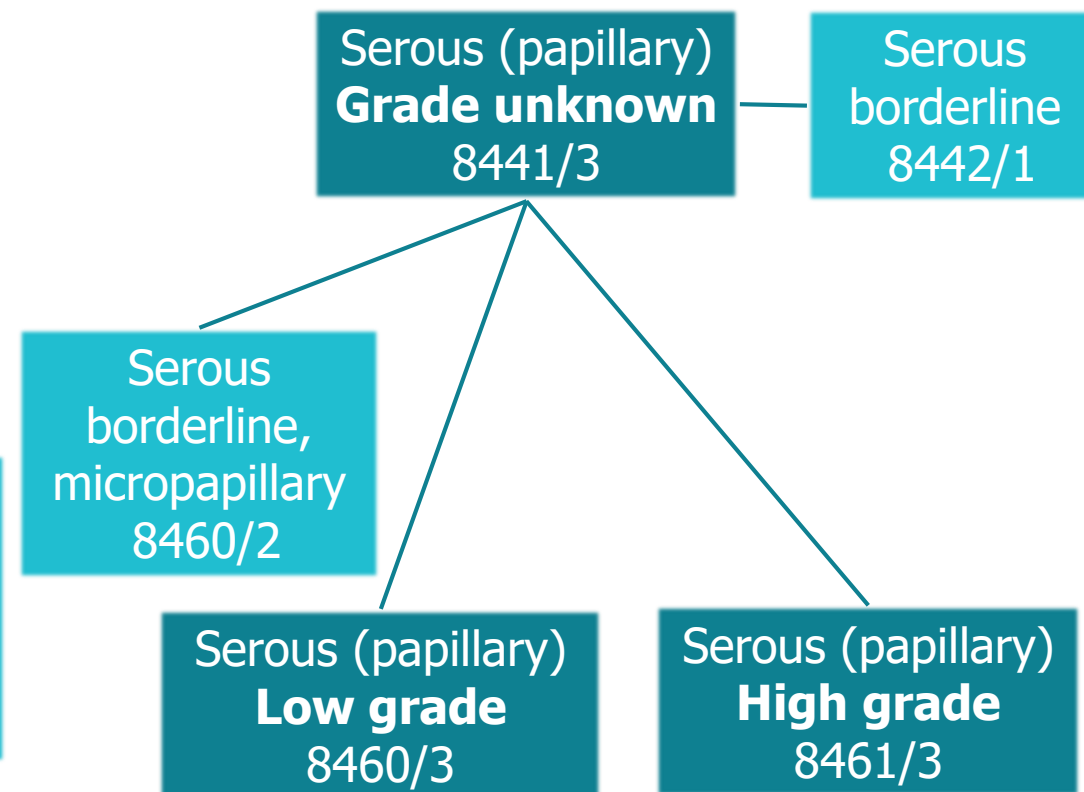 Serous (papillary)
Grade unknown
8441/3
Serous
borderline
8442/1
Serous
borderline,
micropapillary
8460/2
Serous (papillary)
Low grade
8460/3
Serous (papillary)
High grade
8461/3